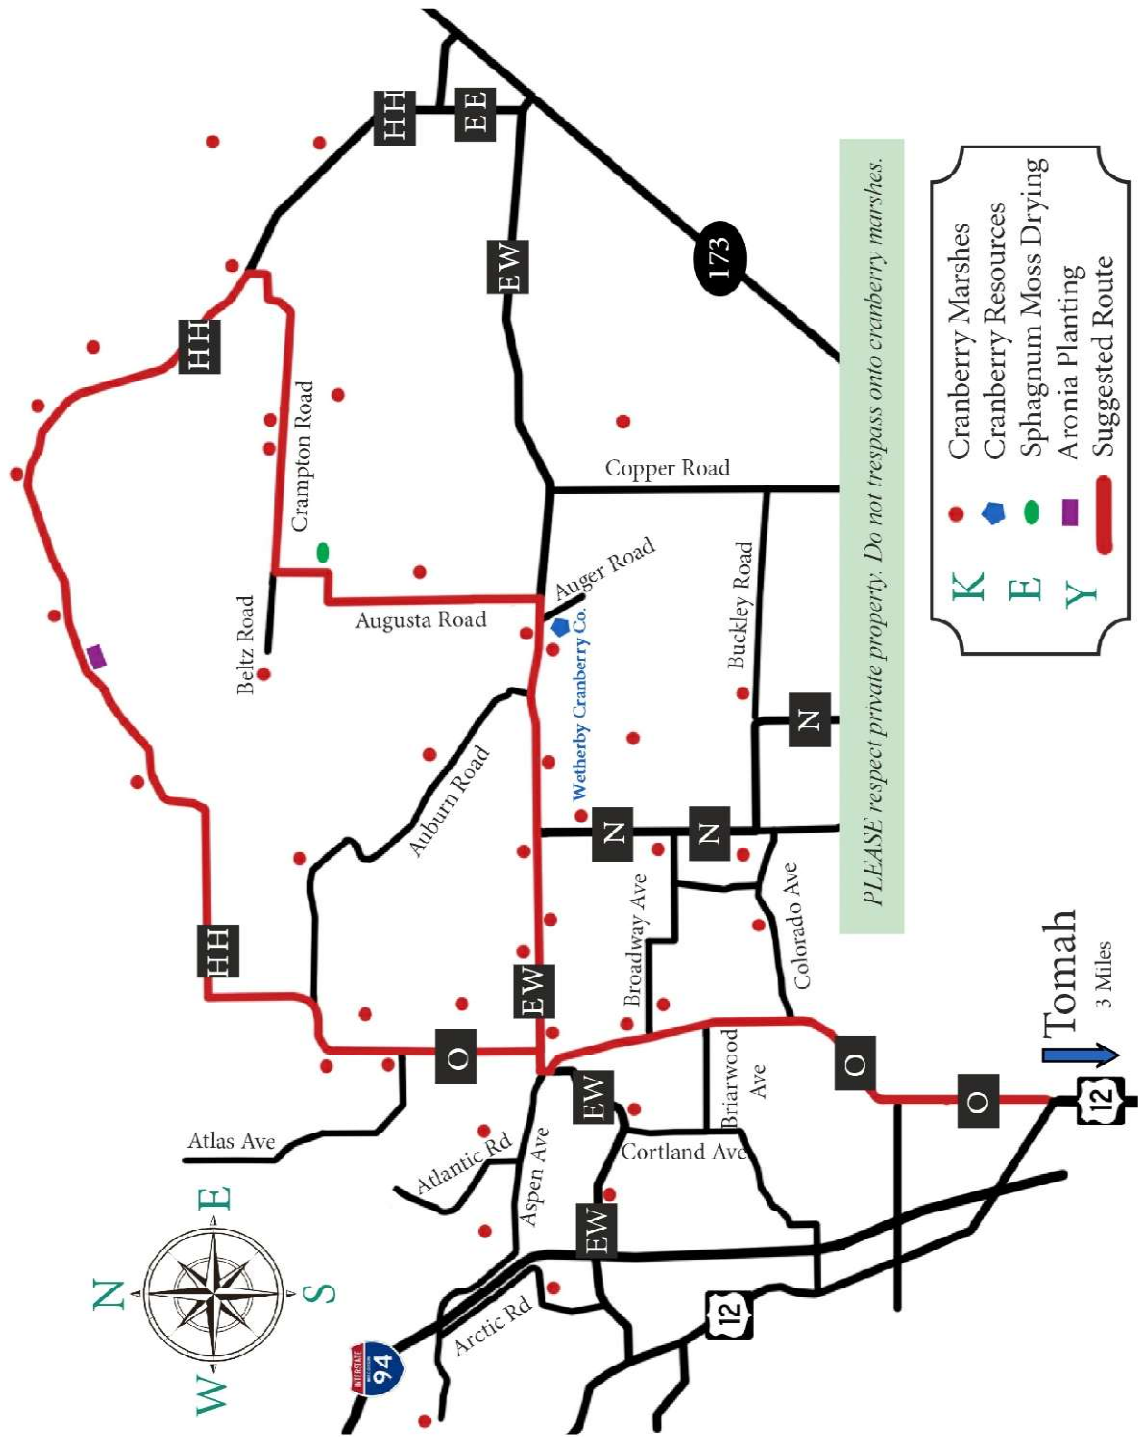 N
W
E
S
INTERSTATE
WISCONSIN
94
Arctic Rd
12
EW
EW
Atlas Ave
Atlantic Rd
Aspen Ave
Cortland Ave
Briarwood
Ave
O
O
O
12
Tomah
3 Miles
HH
EW
Broadway Ave
Colorado Ave
N
N
N
Auburn Road
Wetherby Cranberry Co.
Beltz Road
Augusta Road
Auger Road
Buckley Road
Crampton Road
Copper Road
HH
EW
HH
EE
173
PLEASE respect private property. Do not trespass onto cranberry marshes.
KEY
Cranberry Marshes
Cranberry Resources
Sphagnum Moss Drying
Aronia Planting
Suggested Route